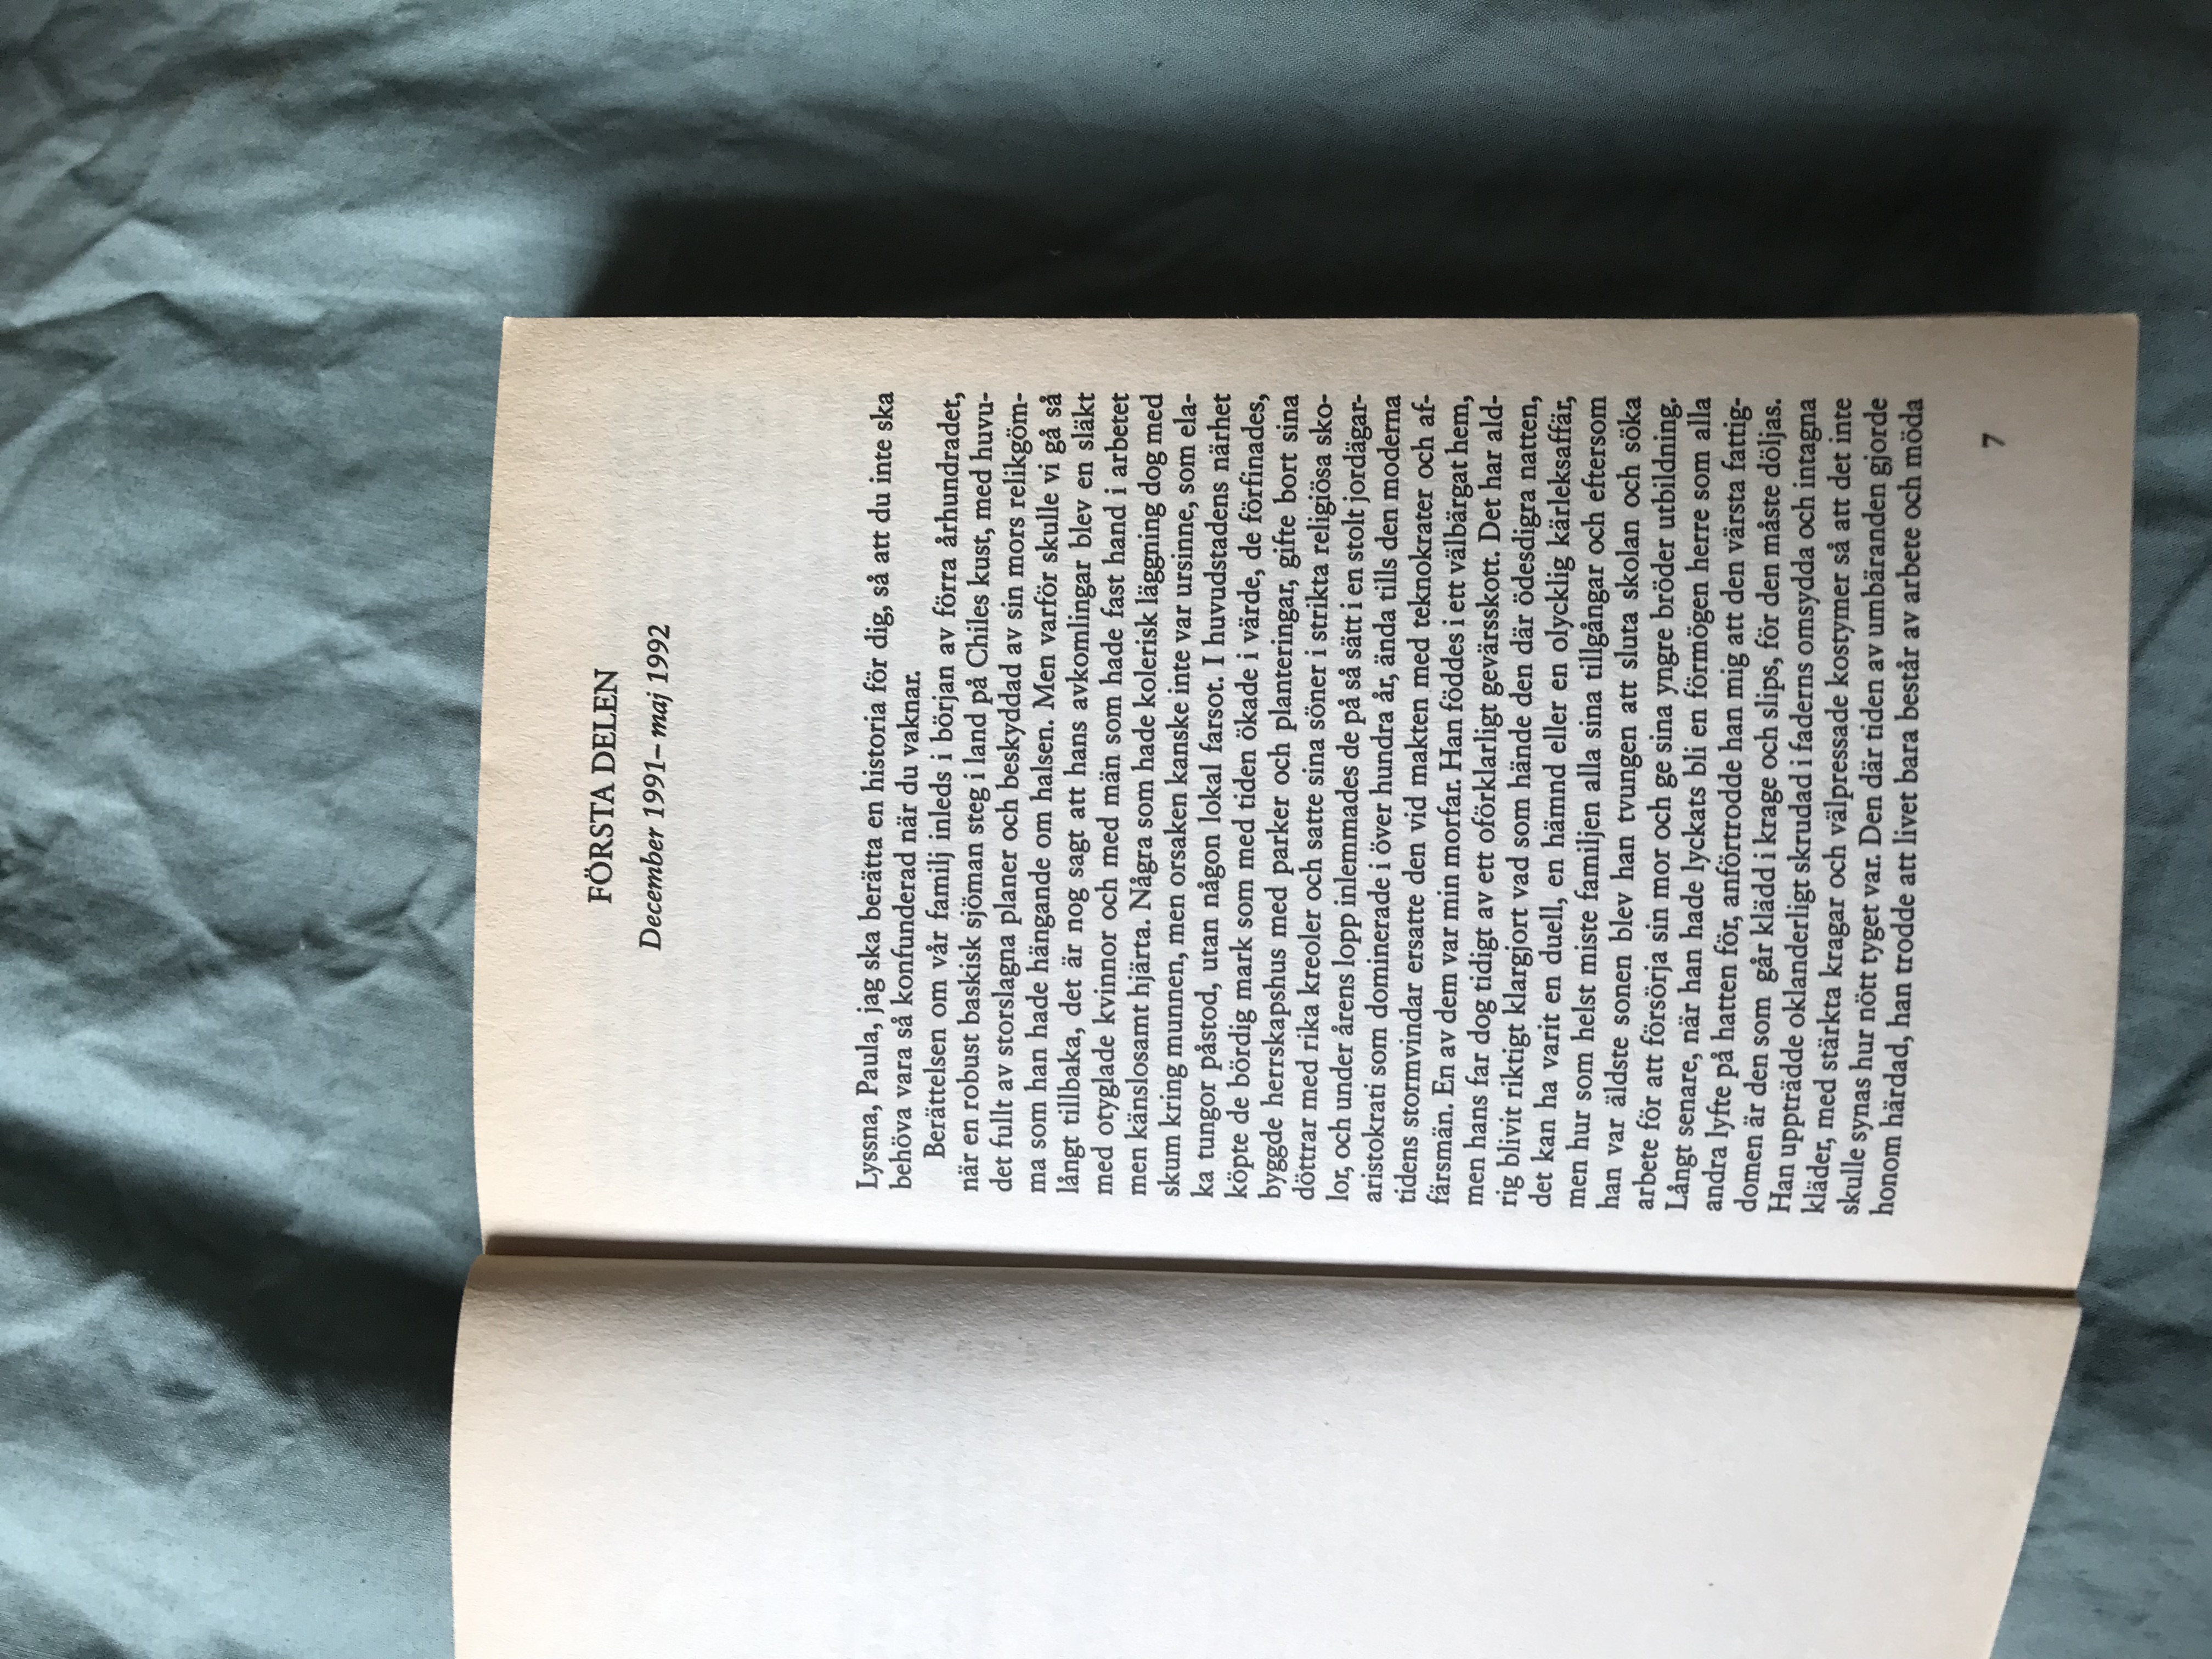 FÖRSTA DELEN
December 1991–maj 1992
Lyssna, Paula, jag ska berätta en historia för dig, så att du inte ska
behöva vara så konfunderad när du vaknar.
Berättelsen om vår familj inleds i början av förra århundradet,
när en robust baskisk sjöman steg i land på Chiles kust, med huvu-
det fullt av storslagna planer och beskyddad av sin mors relikgöm-
ma som han hade hängande om halsen. Men varför skulle vi gå så
långt tillbaka, det är nog sagt att hans avkomlingar blev en släkt
med otyglade kvinnor och med män som hade fast hand i arbetet
men känslosamt hjärta. Några som hade kolerisk läggning dog med
skum kring munnen, men orsaken kanske inte var ursinne, som ela-
ka tungor påstod, utan någon lokal farsot. I huvudstadens närhet
köpte de bördig mark som med tiden ökade i värde, de förfinades,
byggde herrskapshus med parker och planteringar, gifte bort sina
döttrar med rika kreoler och satte sina söner i strikta religiösa sko-
lor, och under årens lopp inlemmades de på så sätt i en stolt jordägar-
aristokrati som dominerade i över hundra år, ända tills den moderna
tidens stormvindar ersatte den vid makten med teknokrater och af-
färsmän. En av dem var min morfar. Han föddes i ett välbärgat hem,
men hans far dog tidigt av ett oförklarligt gevärsskott. Det har ald-
rig blivit riktigt klargjort vad som hände den där ödesdigra natten,
det kan ha varit en duell, en hämnd eller en olycklig kärleksaffär,
men hur som helst miste familjen alla sina tillgångar och eftersom
han var äldste sonen blev han tvungen att sluta skolan och söka
arbete för att försörja sin mor och ge sina yngre bröder utbildning.
Långt senare, när han hade lyckats bli en förmögen herre som alla
andra lyfte på hatten för, anförtrodde han mig att den värsta fattig-
domen är den som går klädd i krage och slips, för den måste döljas.
Han uppträdde oklanderligt skrudad i faderns omsydda och intagna
kläder, med stärkta kragar och välpressade kostymer så att det inte
skulle synas hur nött tyget var. Den där tiden av umbäranden gjorde
honom härdad, han trodde att livet bara består av arbete och möda
7